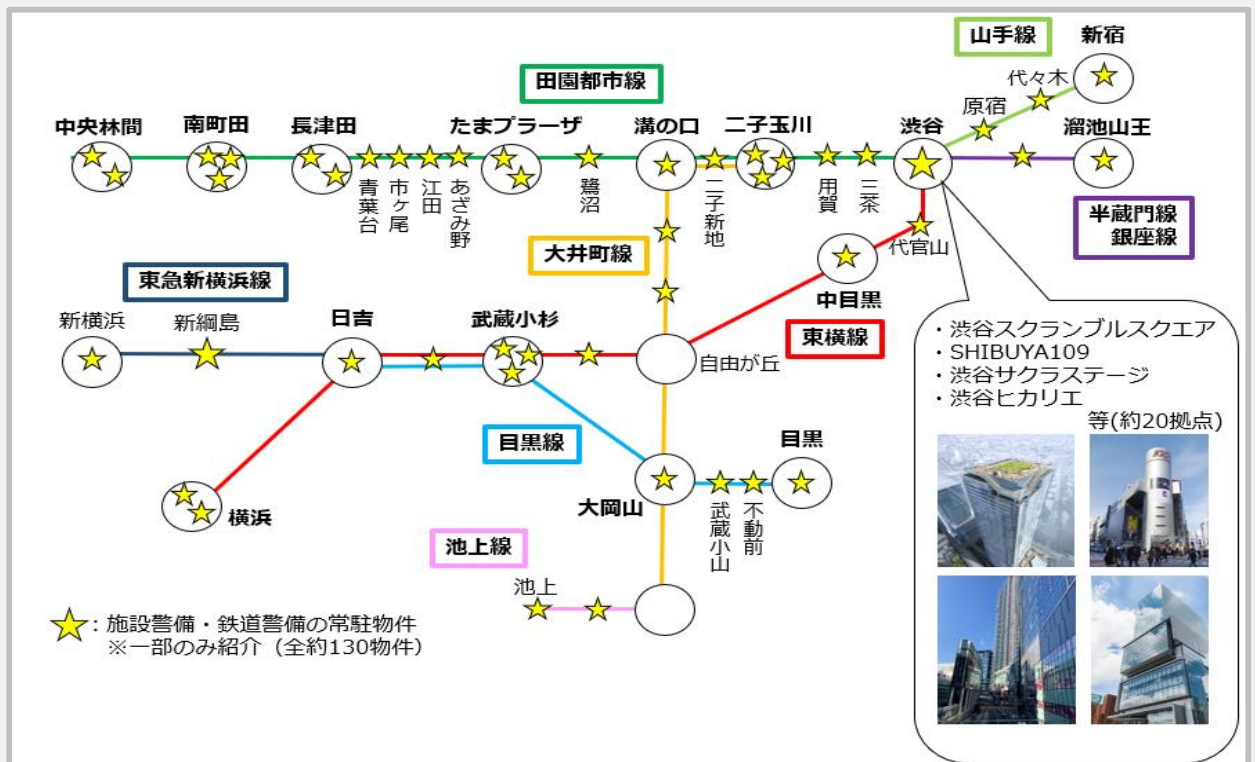 山手線
新宿
代々木
原宿
田園都市線
中央林間
南町田
長津田
たまプラーザ
溝の口
二子玉川
渋谷
溜池山王
青葉台
市ヶ尾
江田
あざみ野
鷺沼
二子新地
用賀
三茶
半蔵門線
銀座線
代官山
大井町線
中目黒
東急新横浜線
新横浜
新綱島
日吉
武蔵小杉
東横線
自由が丘
・渋谷スクランブルスクエア
・SHIBUYA109
・渋谷サクラステージ
・渋谷ヒカリエ
等(約20拠点)
目黒線
目黒
大岡山
武蔵小山
不動前
横浜
池上線
池上
：施設警備・鉄道警備の常駐物件
※一部のみ紹介（全約130物件）